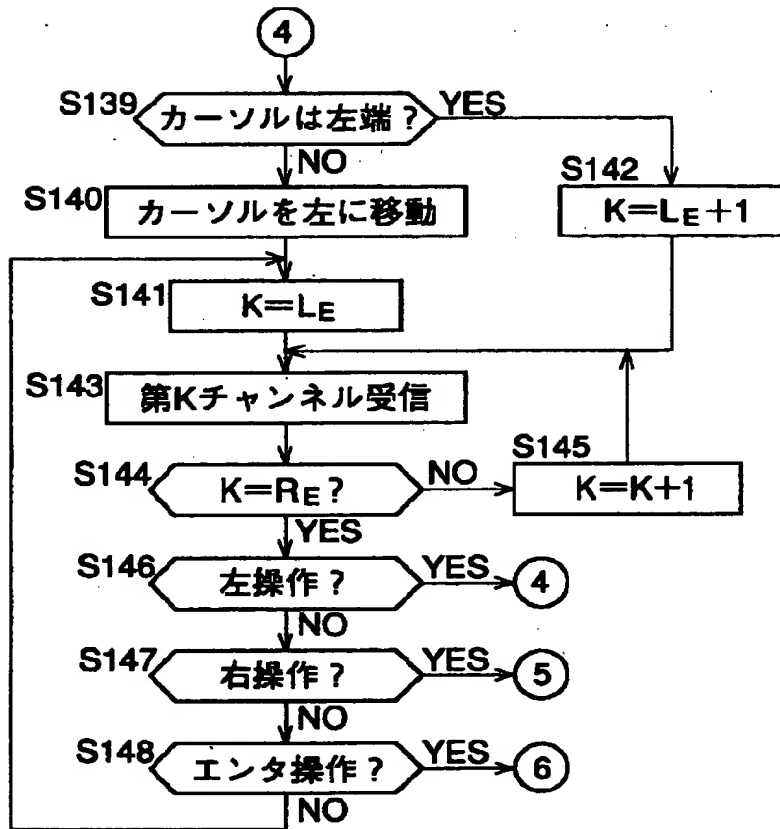 4
S139
カーソルは左端?
YES
NO
S140
カーソルを左に移動
S142
K=LE+1
S141
K=LE
S143
第Kチャンネル受信
S144
K=RE?
NO
S145
K=K+1
YES
S146
左操作?
YES
4
NO
S147
右操作?
YES
5
NO
S148
エンタ操作?
YES
6
NO